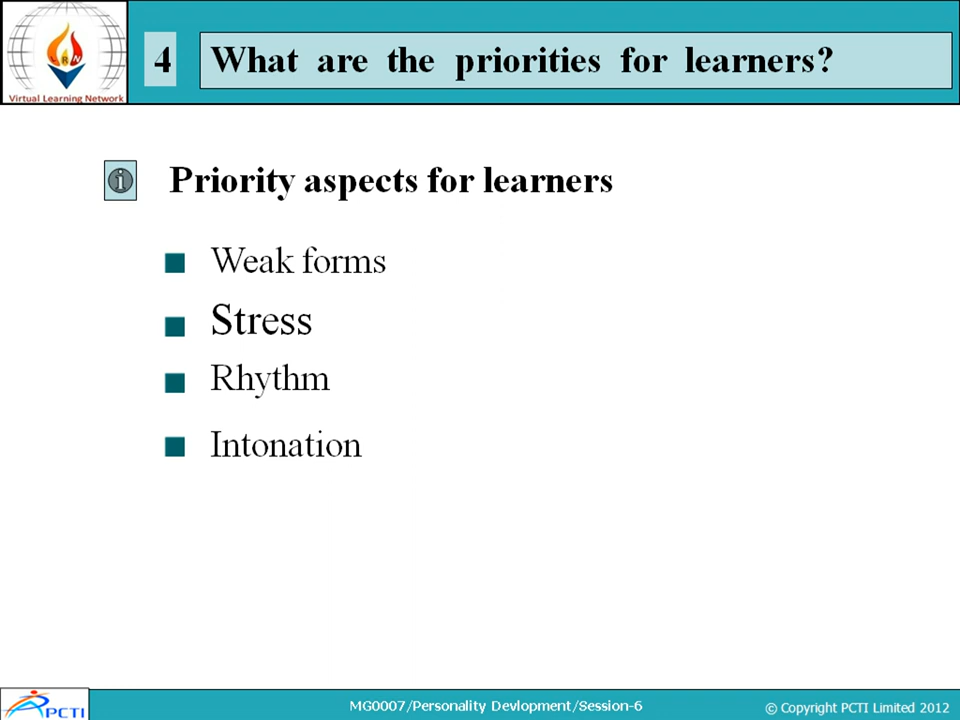 Virtual Learning Network
4
What are the priorities for learners?
Priority aspects for learners
Weak forms
Stress
Rhythm
Intonation
PCTI
MG0007/Personality Devlopment/Session-6
© Copyright PCTI Limited 2012